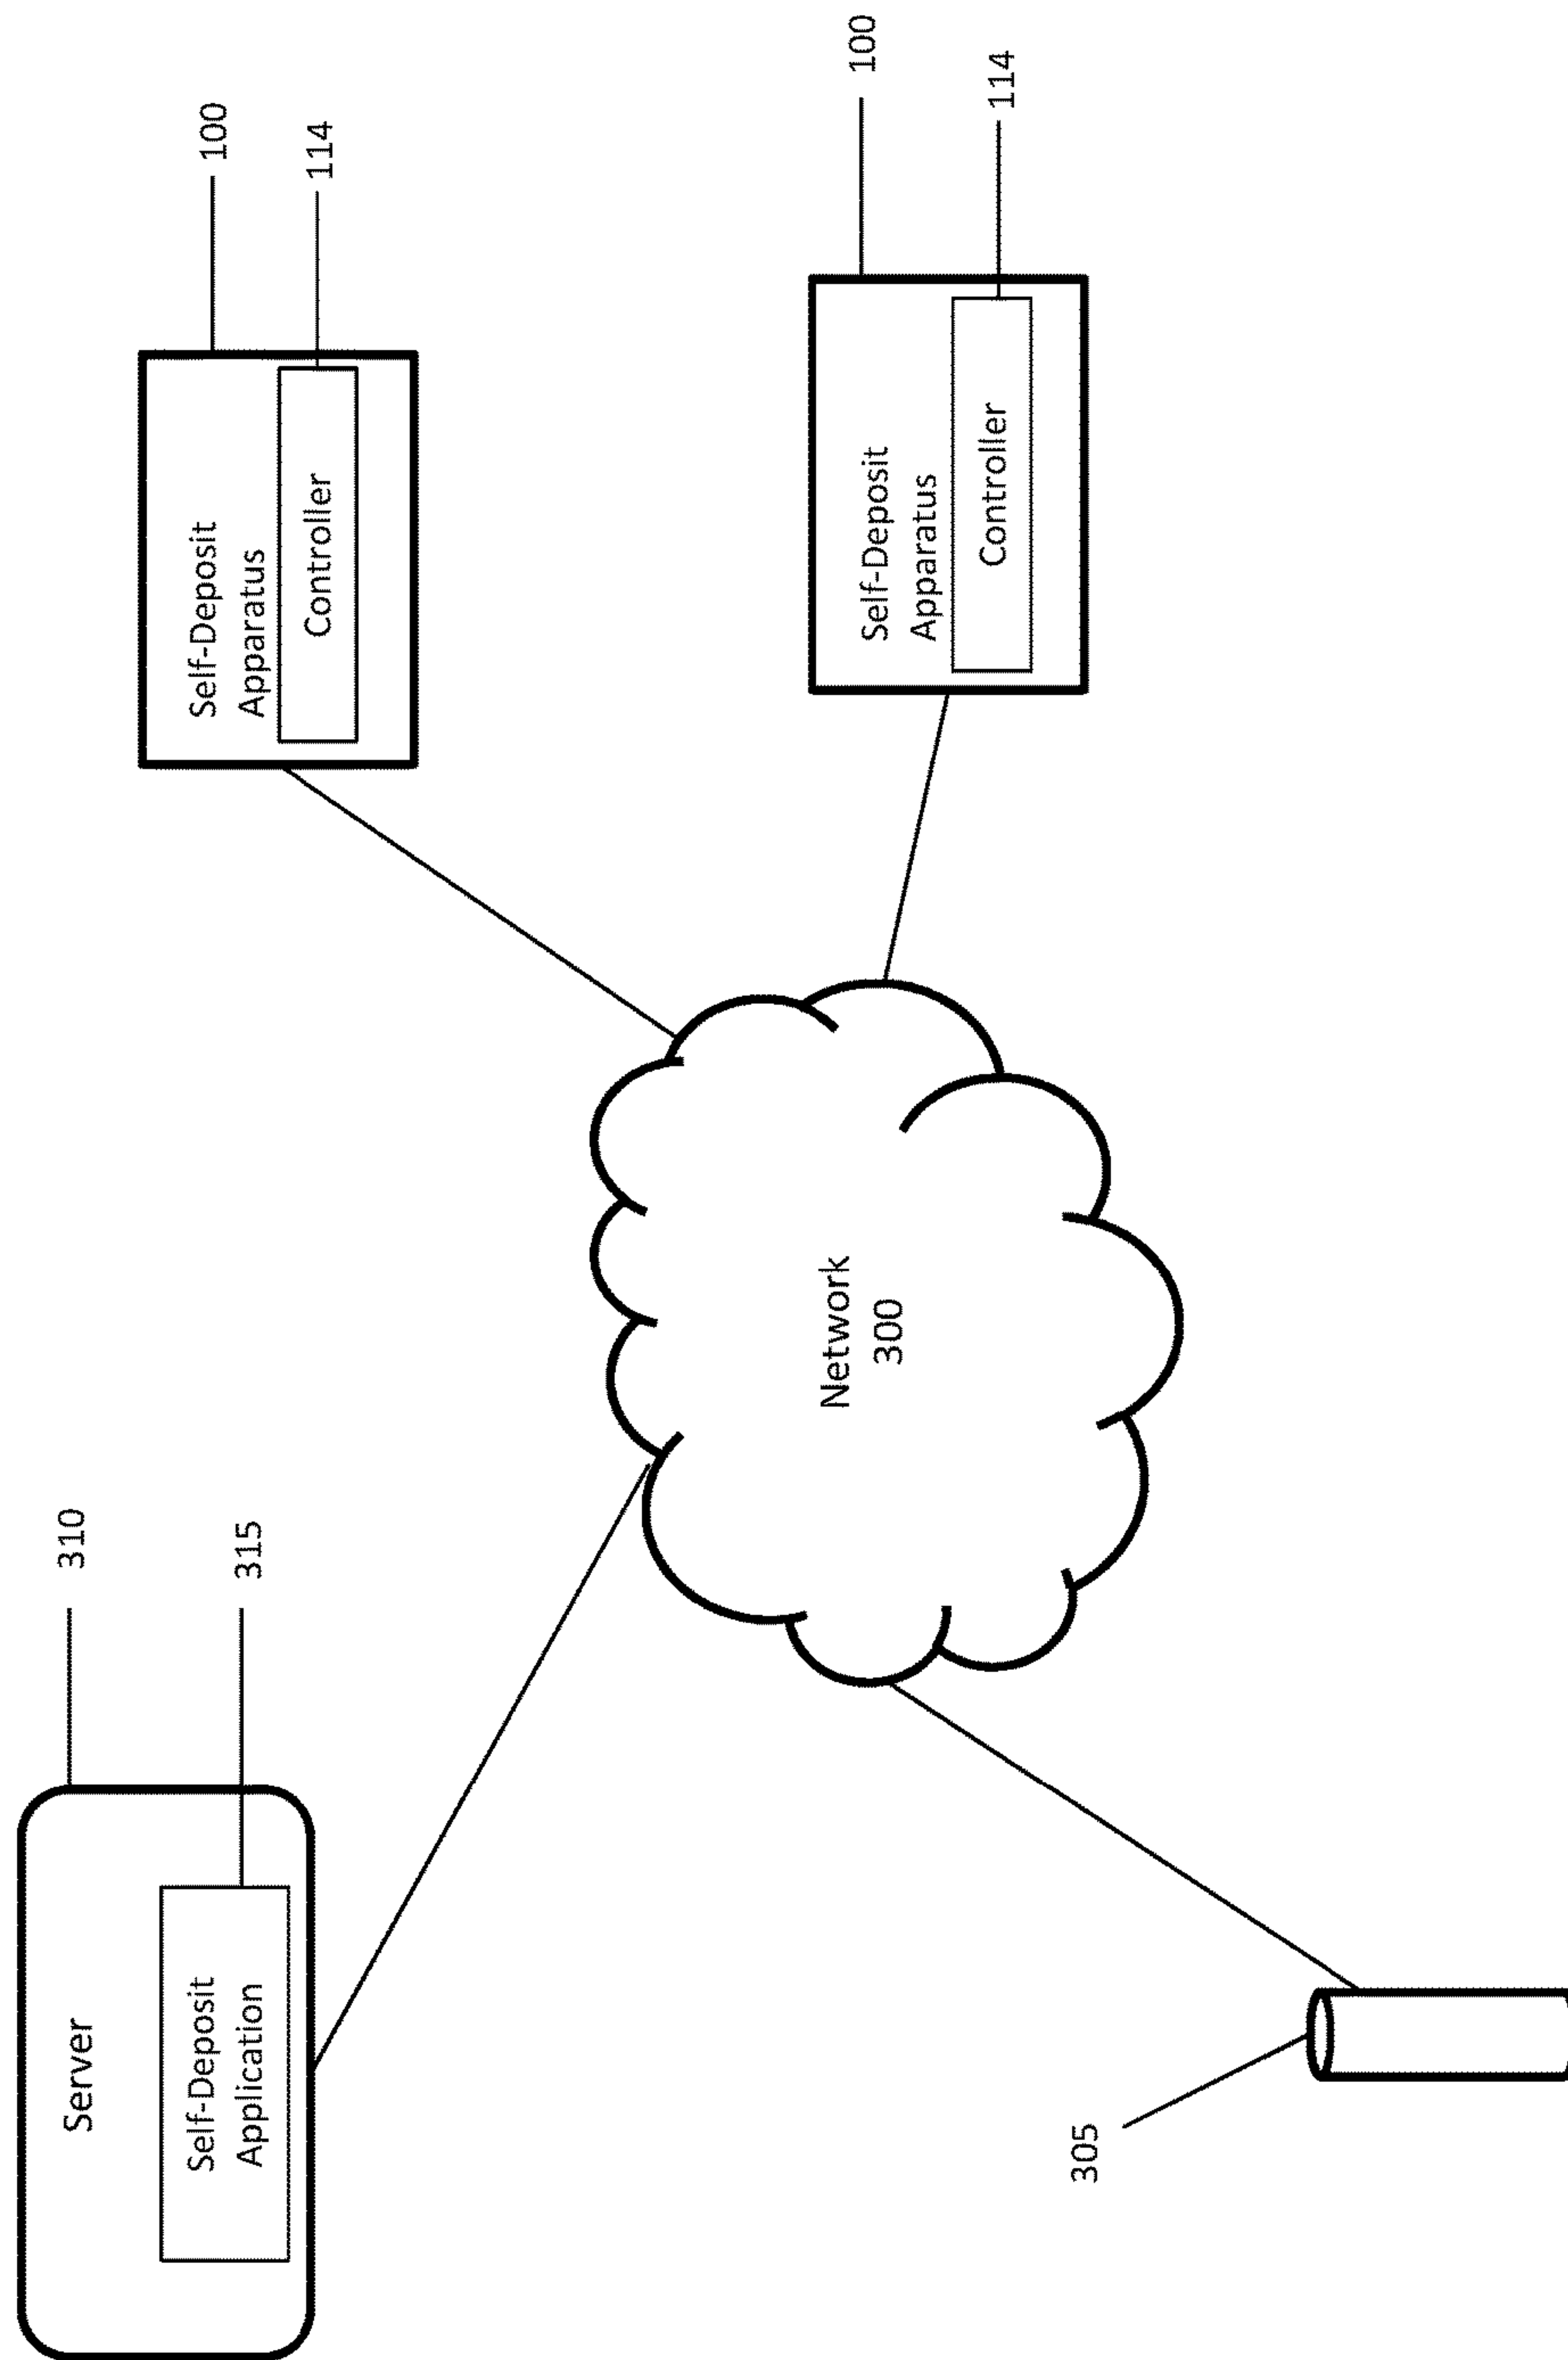 Server
310
Self-Deposit
Application
315
305
Network
300
Self-Deposit
Apparatus
100
Controller
114
Self-Deposit
Apparatus
100
Controller
114